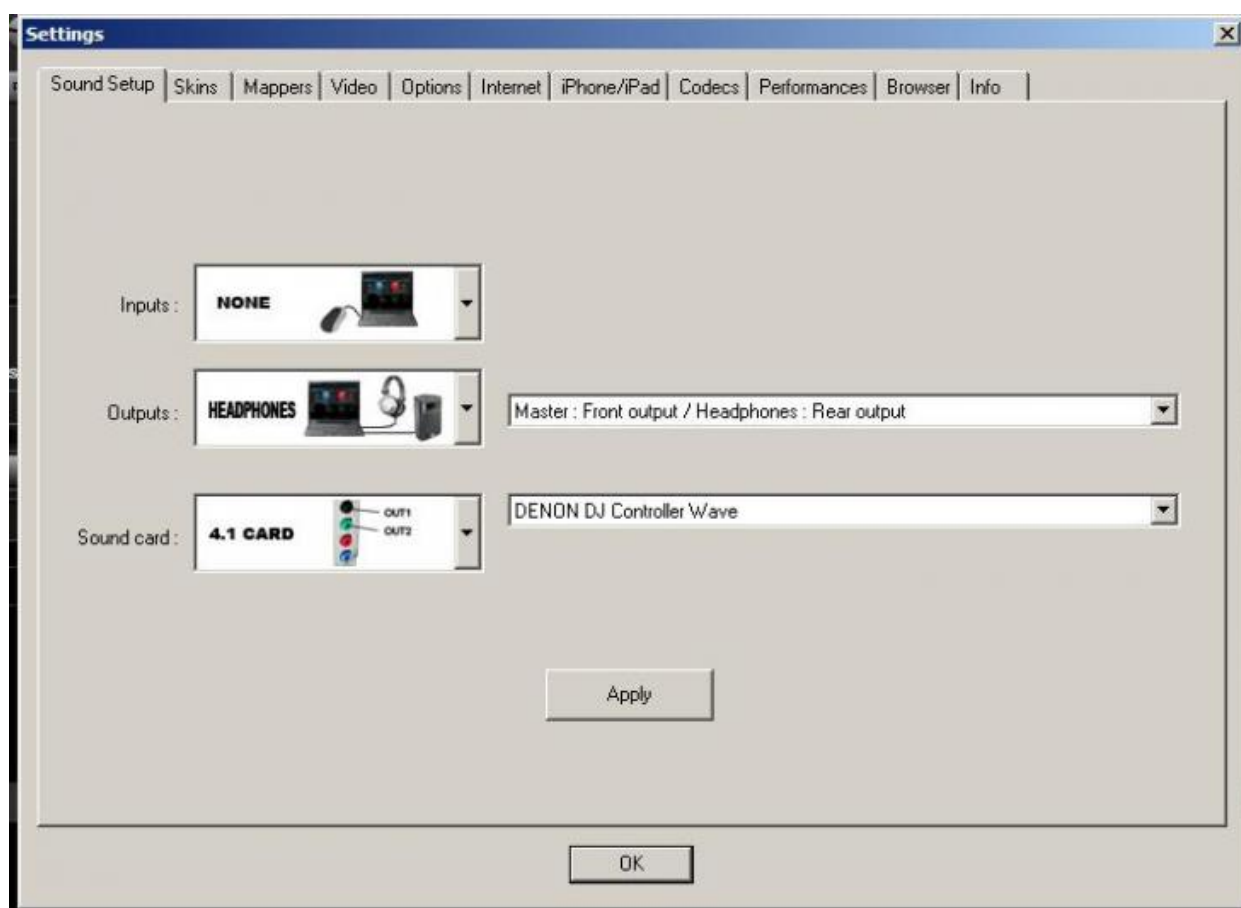 Settings
Sound Setup Skins Mappers Video Options Internet iPhone/iPad Codecs Performances Browser Info
Inputs : NONE
Outputs : HEADPHONES Master : Front output / Headphones : Rear output
OUT1
DENON DJ Controller Wave
Sound card : 4.1 CARD OUT2
Apply
OK